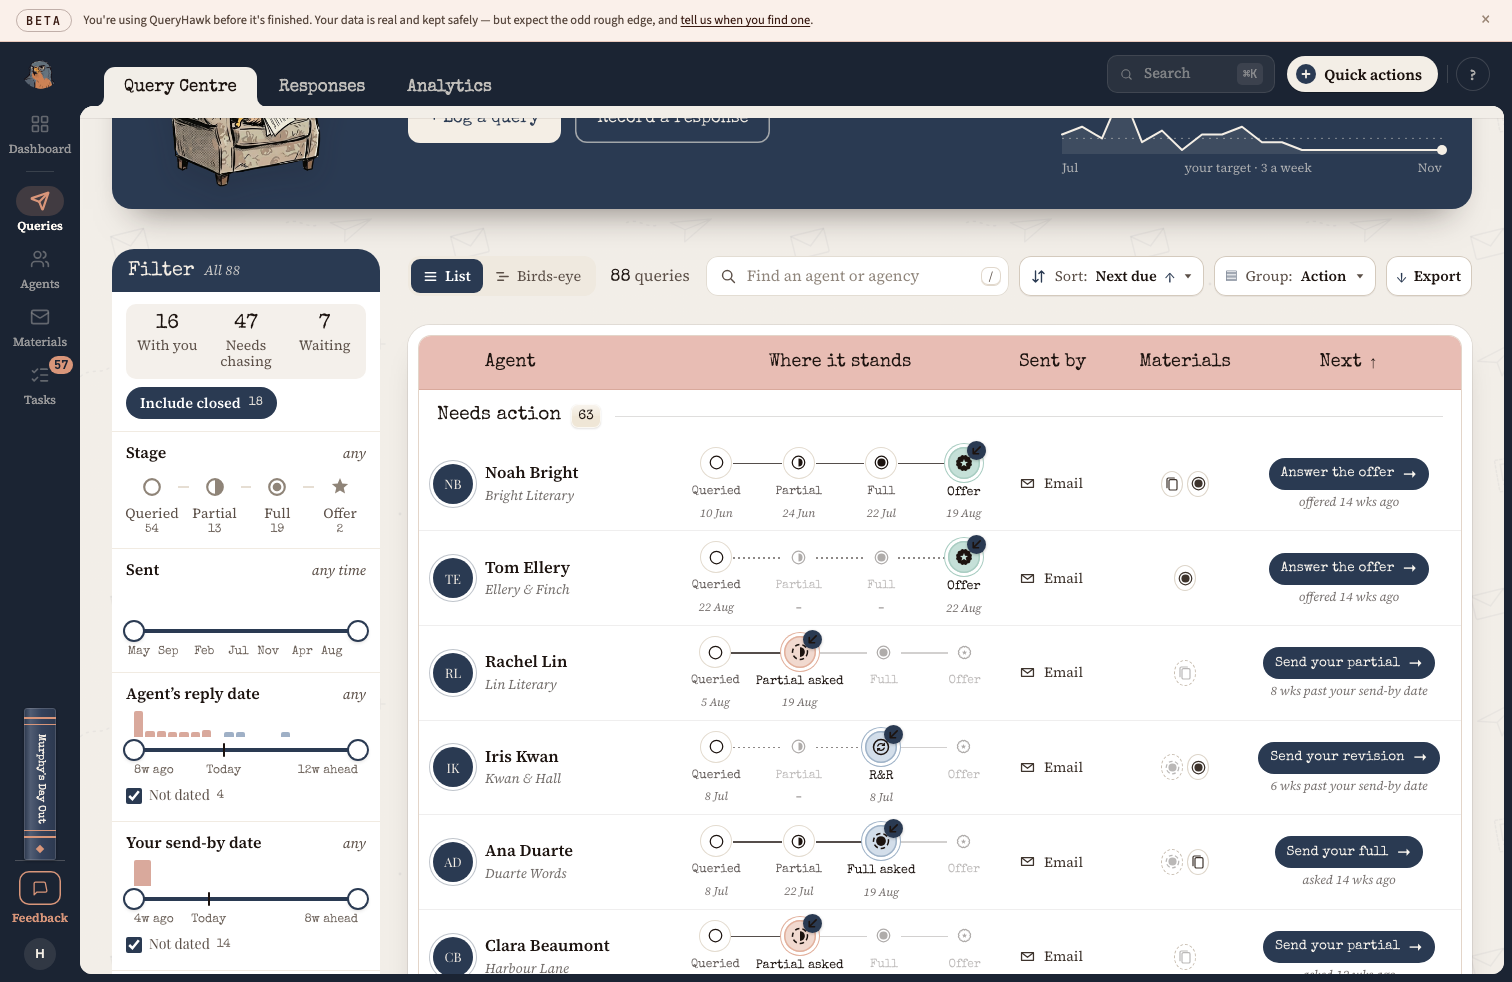 BETA You're using QueryHawk before it's finished. Your data is real and kept safely — but expect the odd rough edge, and tell us when you find one. ×
Query Centre Responses Analytics Search ⌘K + Quick actions ?
Dashboard
Queries
Agents
Materials
57
Tasks
Murphy's Day Out
Feedback
H
Log a query Record a response
Jul your target · 3 a week Nov
Filter All 88
16 47 7
With you Needs chasing Waiting
Include closed 18
Stage any
Queried Partial Full Offer
54 13 19 2
Sent any time
May Sep Feb Jul Nov Apr Aug
Agent's reply date any
8w ago Today 12w ahead
Not dated 4
Your send-by date any
4w ago Today 8w ahead
Not dated 14
List Birds-eye 88 queries Find an agent or agency / Sort: Next due ↑ Group: Action ↓ Export
Agent Where it stands Sent by Materials Next ↑
Needs action 63
NB Noah Bright
Bright Literary
Queried Partial Full Offer
10 Jun 24 Jun 22 Jul 19 Aug
Email
Answer the offer →
offered 14 wks ago
TE Tom Ellery
Ellery & Finch
Queried Partial Full Offer
22 Aug – – 22 Aug
Email
Answer the offer →
offered 14 wks ago
RL Rachel Lin
Lin Literary
Queried Partial asked Full Offer
5 Aug 19 Aug
Email
Send your partial →
8 wks past your send-by date
IK Iris Kwan
Kwan & Hall
Queried Partial R&R Offer
8 Jul – 8 Jul
Email
Send your revision →
6 wks past your send-by date
AD Ana Duarte
Duarte Words
Queried Partial Full asked Offer
8 Jul 22 Jul 19 Aug
Email
Send your full →
asked 14 wks ago
CB Clara Beaumont
Harbour Lane
Queried Partial asked Full Offer
Email
Send your partial →